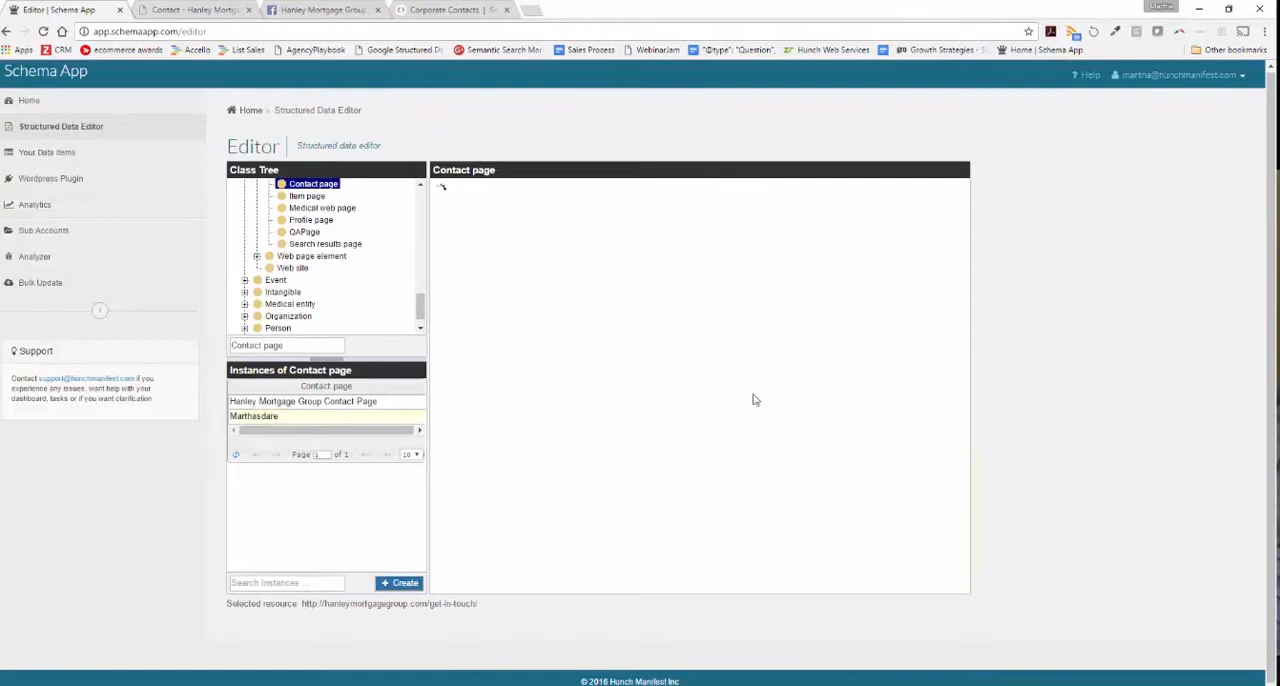 Editor | Schema App
Contact - Hanley Mortg
Hanley Mortgage Group
Corporate Contacts | S
Martha
app.schemaapp.com/editor
Apps CRM ecommerce awards Accello List Sales AgencyPlaybook Google Structured D Semantic Search Ma Sales Process WebinarJam "@type": "Question", Hunch Web Services Growth Strategies - S Home | Schema App Other bookmarks
Schema App
? Help martha@hunchmanifest.com
Home
Structured Data Editor
Your Data Items
Wordpress Plugin
Analytics
Sub Accounts
Analyzer
Bulk Update
Support
Contact support@hunchmanifest.com if you
experience any issues, want help with your
dashboard, tasks or if you want clarification
Home > Structured Data Editor
Editor | Structured data editor
Class Tree
Contact page
Item page
Medical web page
Profile page
QAPage
Search results page
Web page element
Web site
Event
Intangible
Medical entity
Organization
Person
Contact page
Instances of Contact page
Contact page
Hanley Mortgage Group Contact Page
Marthasdare
Page 1 of 1 10
Search Instances ...
+ Create
Contact page
Selected resource: http://hanleymortgagegroup.com/get-in-touch/
© 2016 Hunch Manifest Inc